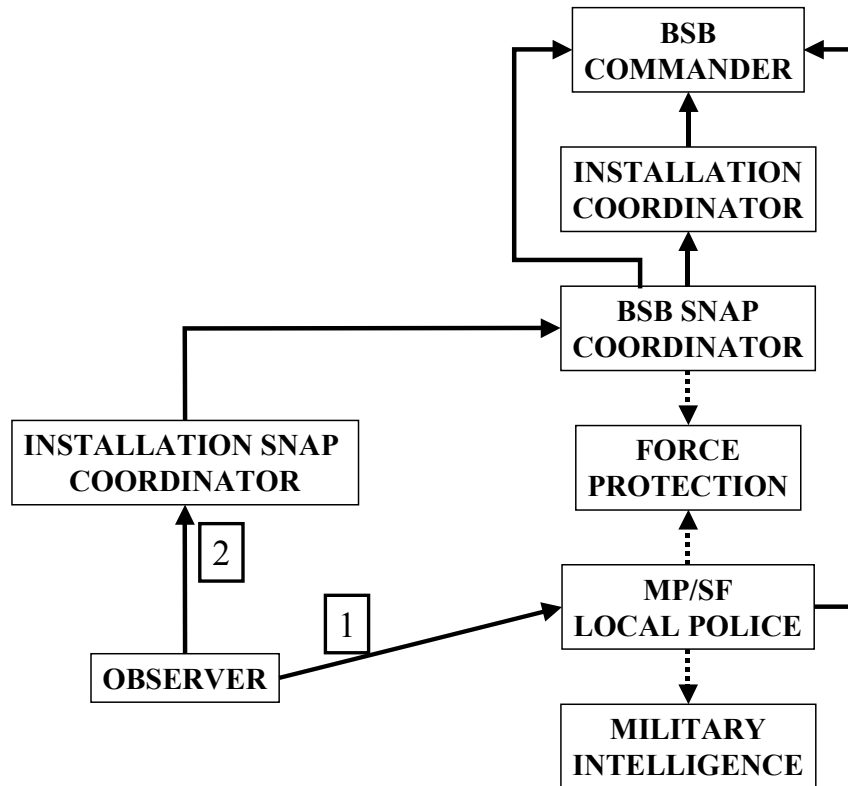 BSB
COMMANDER
INSTALLATION
COORDINATOR
BSB SNAP
COORDINATOR
INSTALLATION SNAP
COORDINATOR
FORCE
PROTECTION
2
1
MP/SF
LOCAL POLICE
OBSERVER
MILITARY
INTELLIGENCE